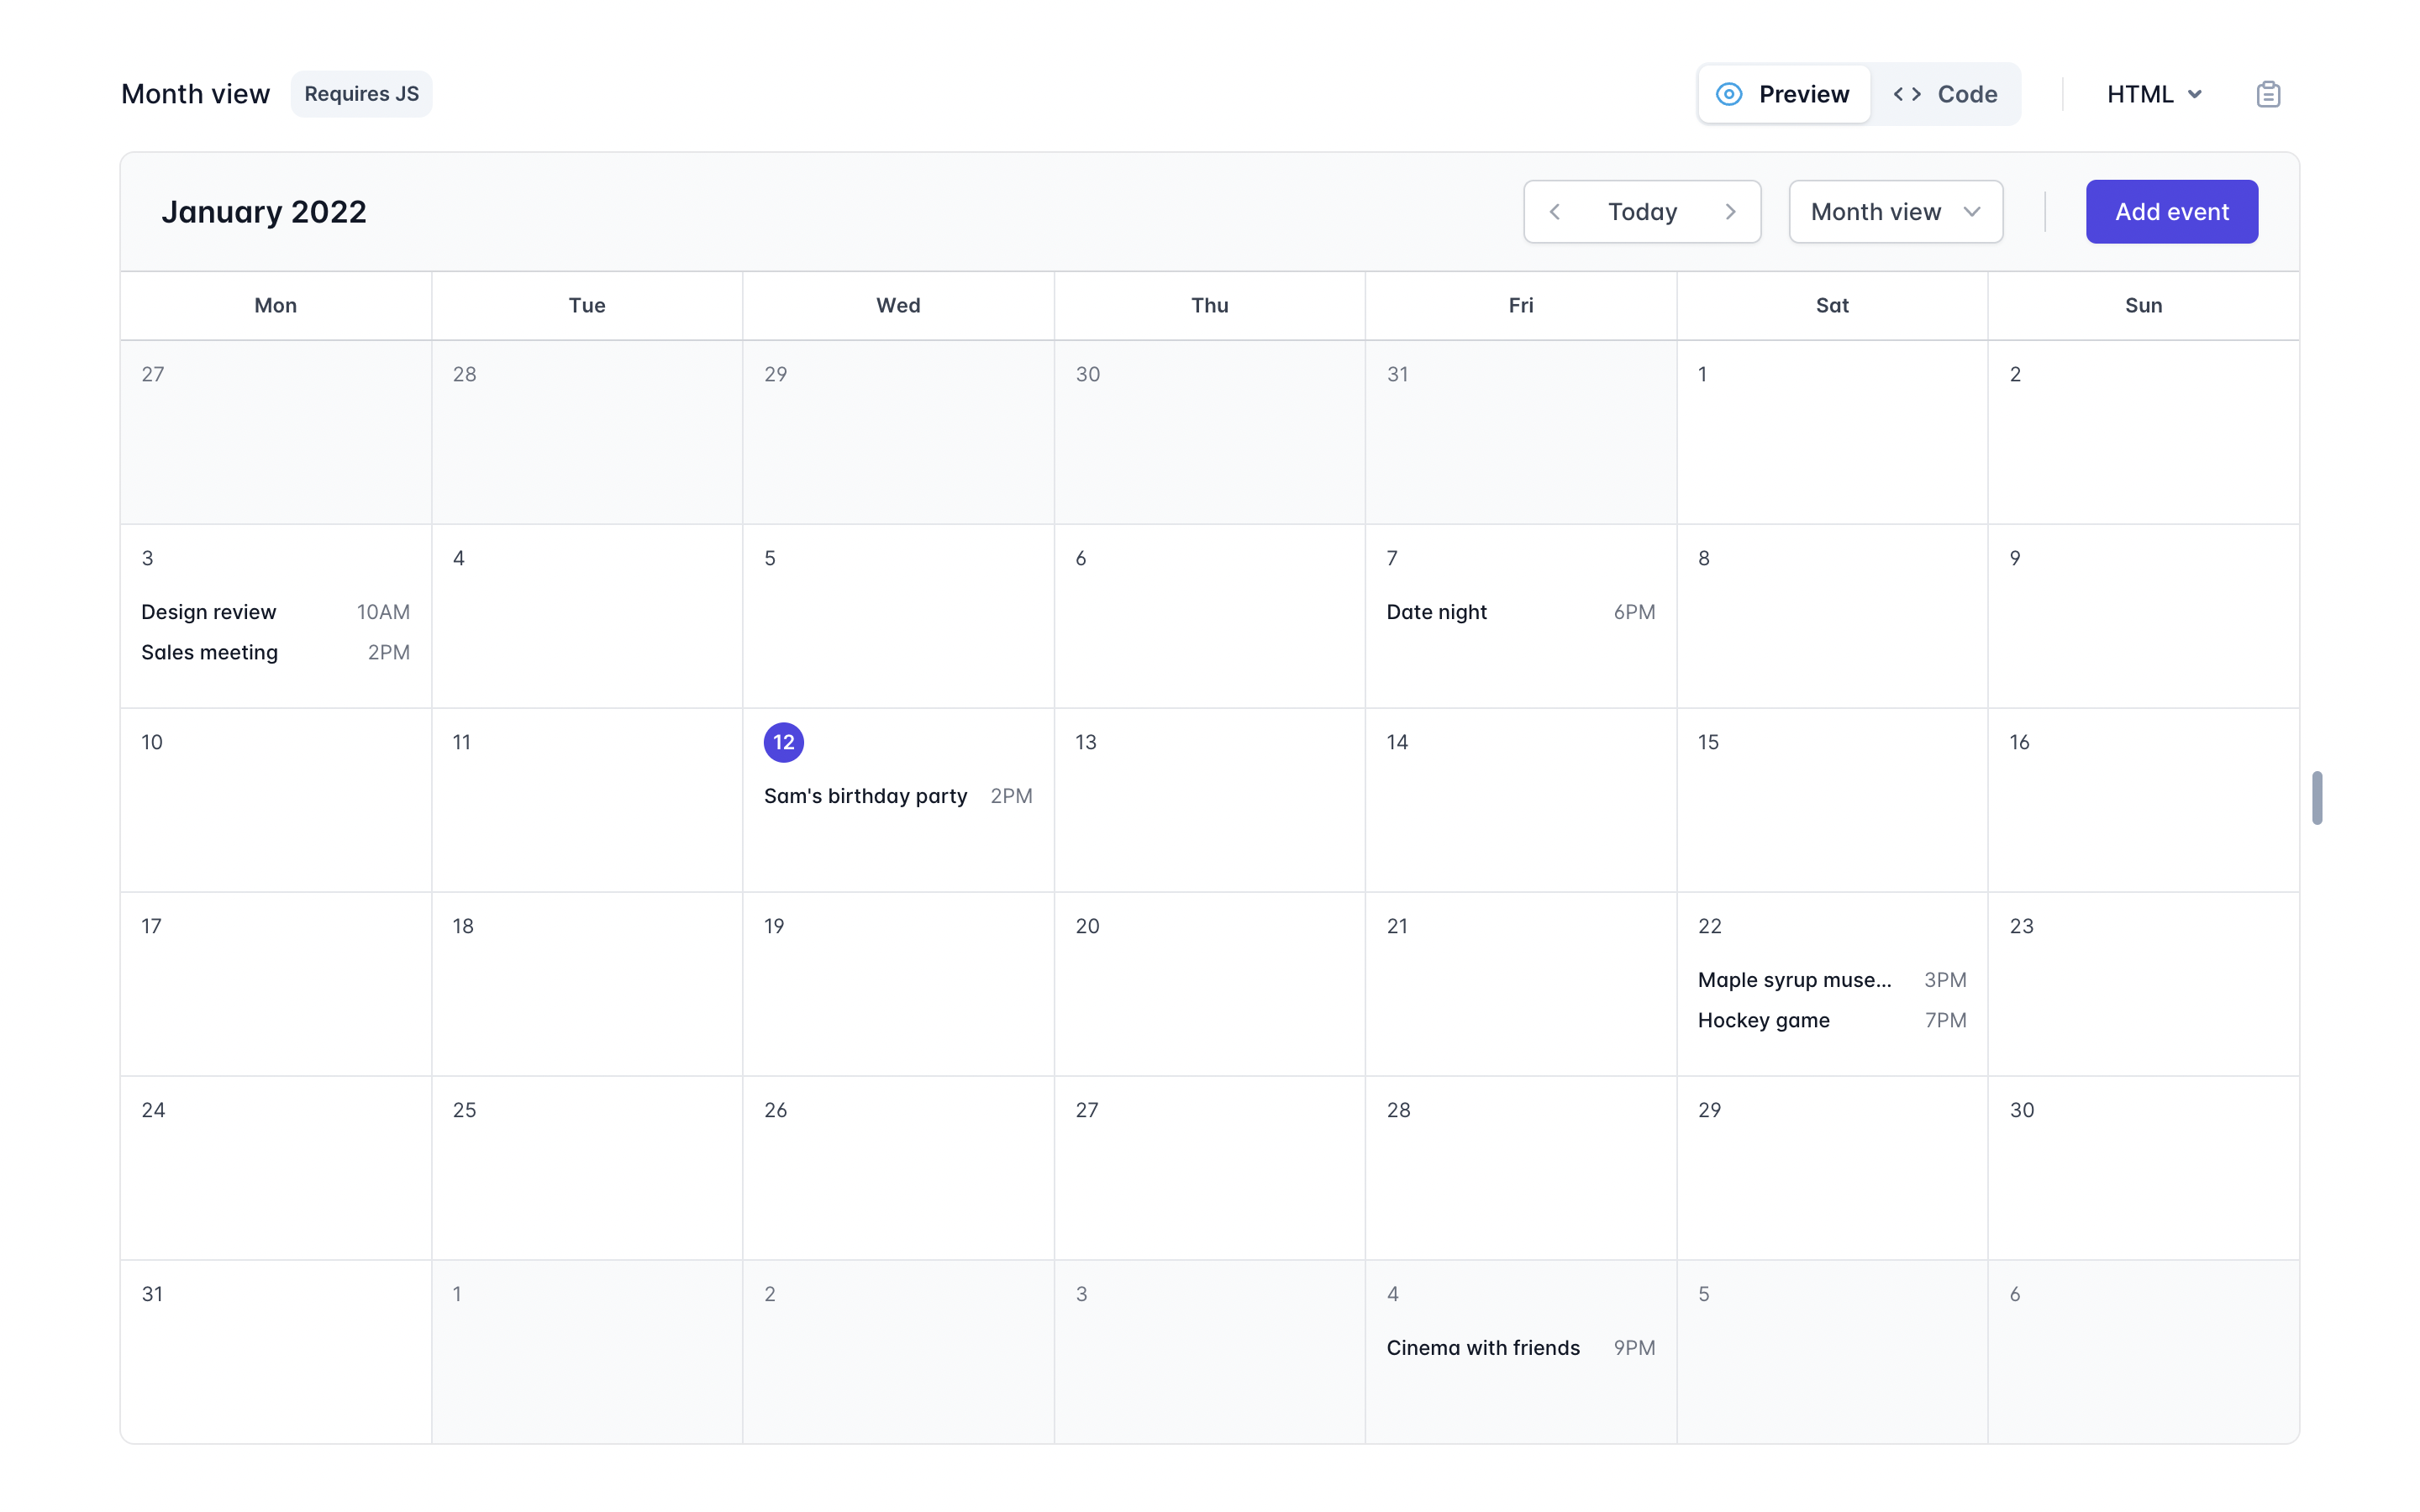 Month view Requires JS Preview Code HTML
January 2022 Today Month view Add event
Mon Tue Wed Thu Fri Sat Sun
27 28 29 30 31 1 2
3 4 5 6 7 8 9
Design review 10AM Date night 6PM
Sales meeting 2PM
10 11 12 13 14 15 16
Sam's birthday party 2PM
17 18 19 20 21 22 23
Maple syrup muse... 3PM
Hockey game 7PM
24 25 26 27 28 29 30
31 1 2 3 4 5 6
Cinema with friends 9PM